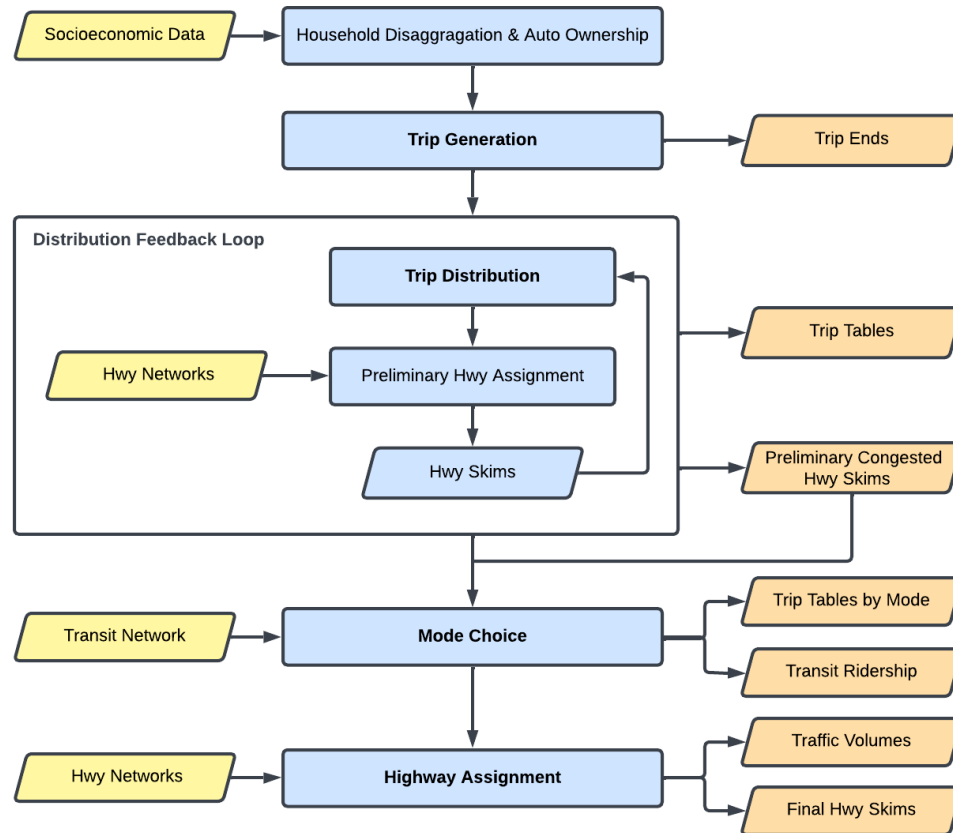 Socioeconomic Data
Household Disaggragation & Auto Ownership
Trip Generation
Trip Ends
Distribution Feedback Loop
Trip Distribution
Trip Tables
Hwy Networks
Preliminary Hwy Assignment
Hwy Skims
Preliminary Congested
Hwy Skims
Trip Tables by Mode
Transit Network
Mode Choice
Transit Ridership
Traffic Volumes
Hwy Networks
Highway Assignment
Final Hwy Skims